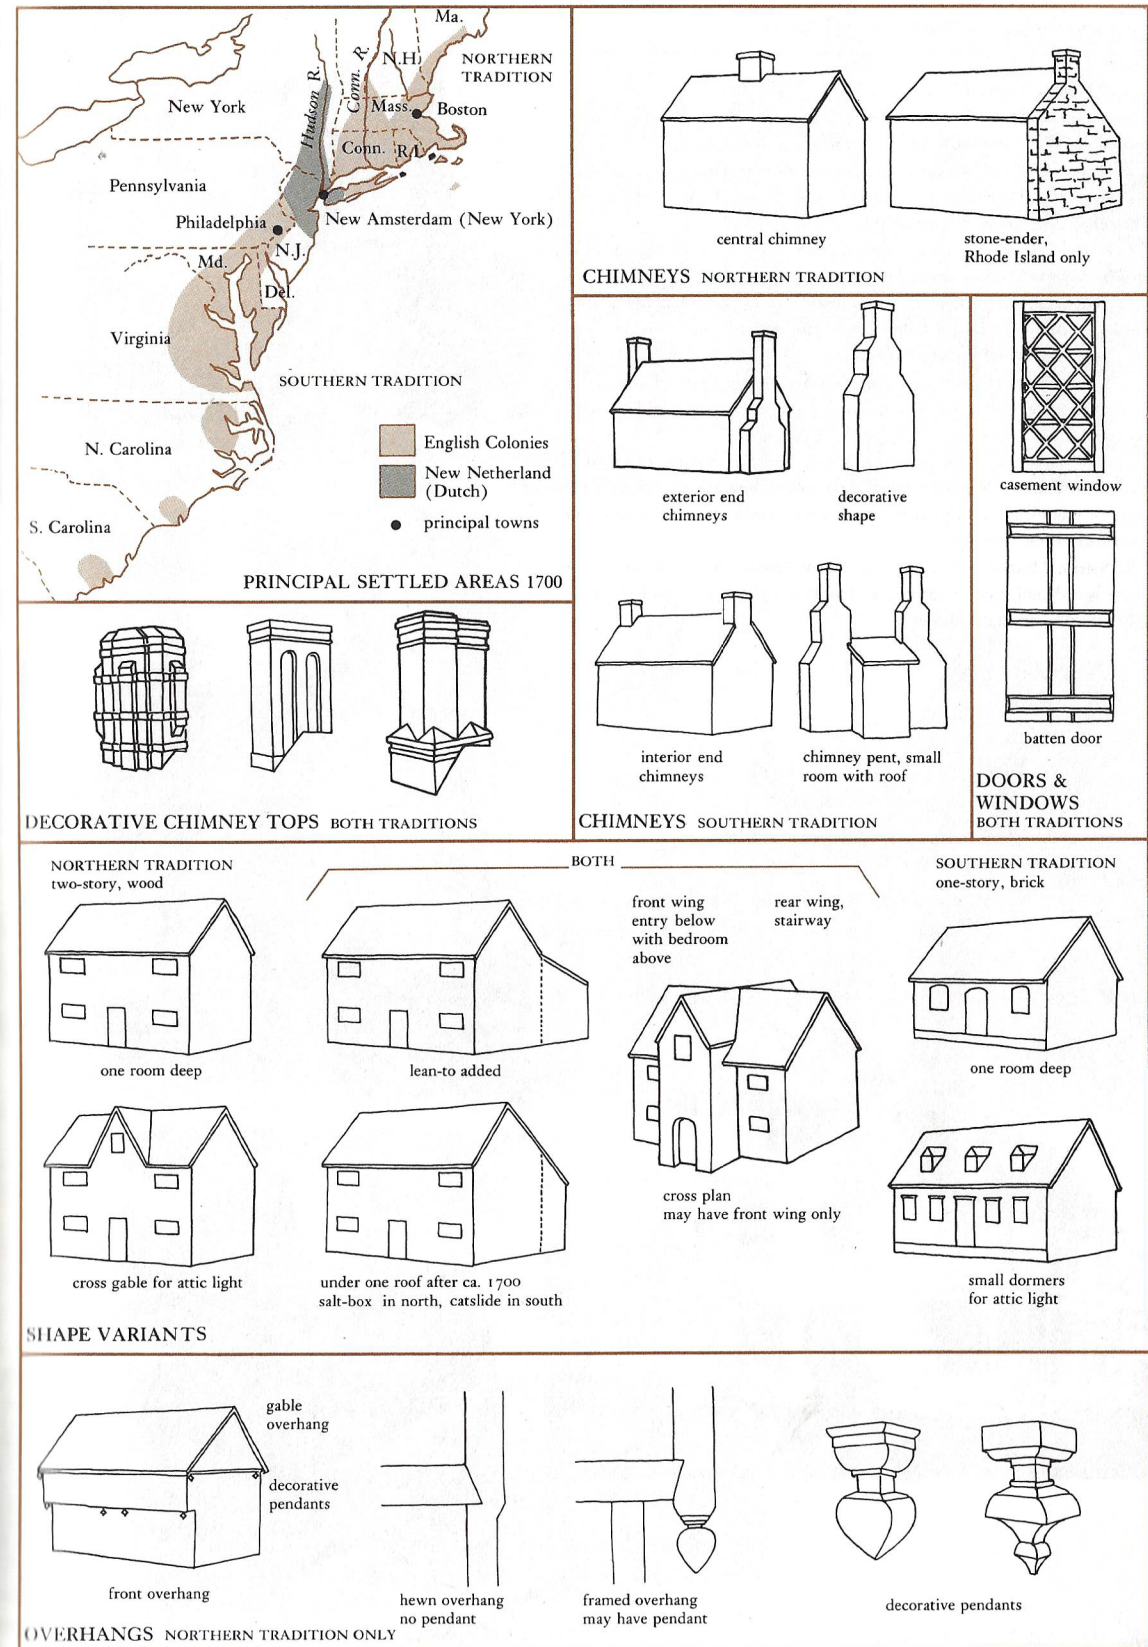 Ma.
N.H.
NORTHERN
TRADITION
Hudson R.
Conn. R.
New York
Mass.
Boston
Conn.
R.I.
Pennsylvania
Philadelphia
New Amsterdam (New York)
N.J.
Md.
Del.
Virginia
SOUTHERN TRADITION
N. Carolina
English Colonies
New Netherland
(Dutch)
principal towns
S. Carolina
PRINCIPAL SETTLED AREAS 1700
central chimney
stone-ender,
Rhode Island only
CHIMNEYS NORTHERN TRADITION
exterior end
chimneys
decorative
shape
interior end
chimneys
chimney pent, small
room with roof
CHIMNEYS SOUTHERN TRADITION
casement window
batten door
DOORS &
WINDOWS
BOTH TRADITIONS
DECORATIVE CHIMNEY TOPS BOTH TRADITIONS
NORTHERN TRADITION
two-story, wood
BOTH
SOUTHERN TRADITION
one-story, brick
front wing
entry below
with bedroom
above
rear wing,
stairway
one room deep
lean-to added
one room deep
cross plan
may have front wing only
cross gable for attic light
under one roof after ca. 1700
salt-box in north, catslide in south
small dormers
for attic light
SHAPE VARIANTS
gable
overhang
decorative
pendants
front overhang
hewn overhang
no pendant
framed overhang
may have pendant
decorative pendants
OVERHANGS NORTHERN TRADITION ONLY